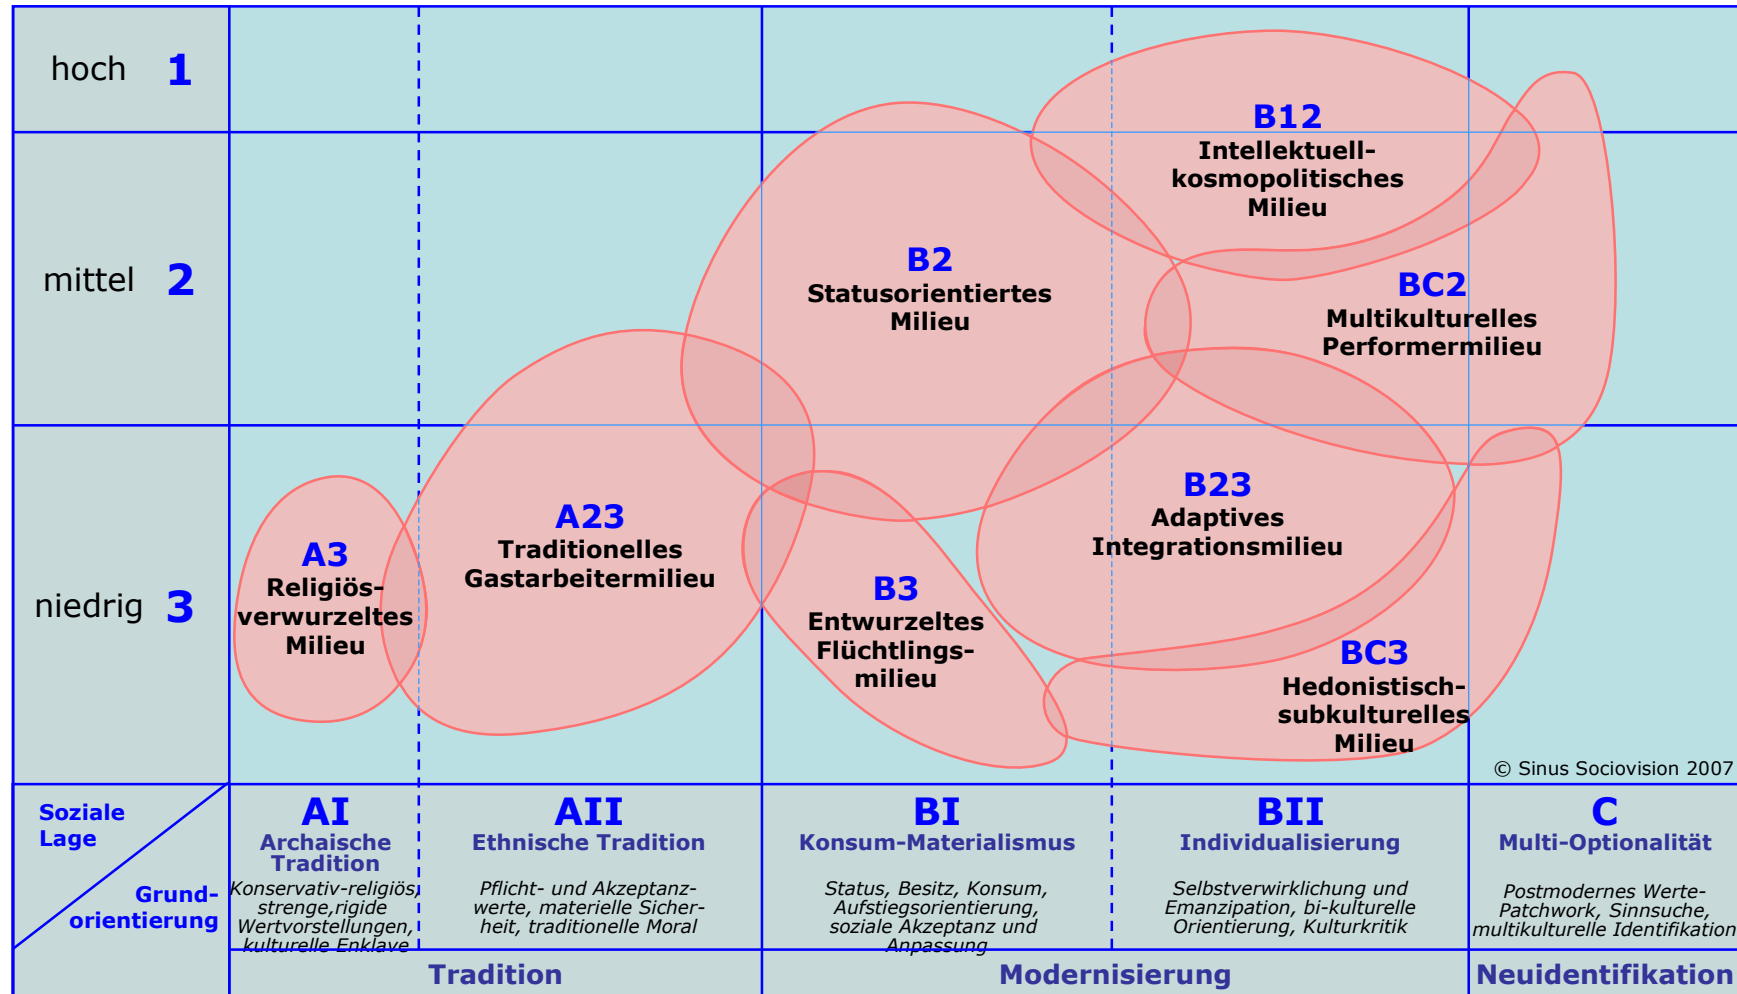 hoch 1
B12
Intellektuell-
kosmopolitisches
Milieu
mittel 2
B2
Statusorientiertes
Milieu
BC2
Multikulturelles
Performermilieu
niedrig 3
A3
Religiös-
verwurzeltes
Milieu
A23
Traditionelles
Gastarbeitermilieu
B3
Entwurzeltes
Flüchtlings-
milieu
B23
Adaptives
Integrationsmilieu
BC3
Hedonistisch-
subkulturelles
Milieu
© Sinus Sociovision 2007
Soziale
Lage
Grund-
orientierung
AI
Archaische
Tradition
Konservativ-religiös,
strenge,rigide
Wertvorstellungen,
kulturelle Enklave
AII
Ethnische Tradition
Pflicht- und Akzeptanz-
werte, materielle Sicher-
heit, traditionelle Moral
BI
Konsum-Materialismus
Status, Besitz, Konsum,
Aufstiegsorientierung,
soziale Akzeptanz und
Anpassung
BII
Individualisierung
Selbstverwirklichung und
Emanzipation, bi-kulturelle
Orientierung, Kulturkritik
C
Multi-Optionalität
Postmodernes Werte-
Patchwork, Sinnsuche,
multikulturelle Identifikation
Tradition
Modernisierung
Neuidentifikation